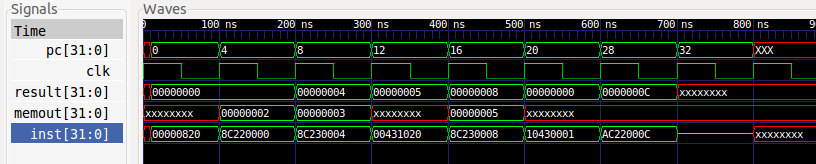 Signals Waves
Time 0 100 ns 200 ns 300 ns 400 ns 500 ns 600 ns 700 ns 800 ns
pc[31:0] 0 4 8 12 16 20 28 32 XXX
clk
result[31:0] 00000000 00000004 00000005 00000008 00000000 0000000C xxxxxxxx
memout[31:0] xxxxxxxx 00000002 00000003 xxxxxxxx 00000005 xxxxxxxx
inst[31:0] 00000820 8C220000 8C230004 00431020 8C230008 10430001 AC22000C xxxxxxxx